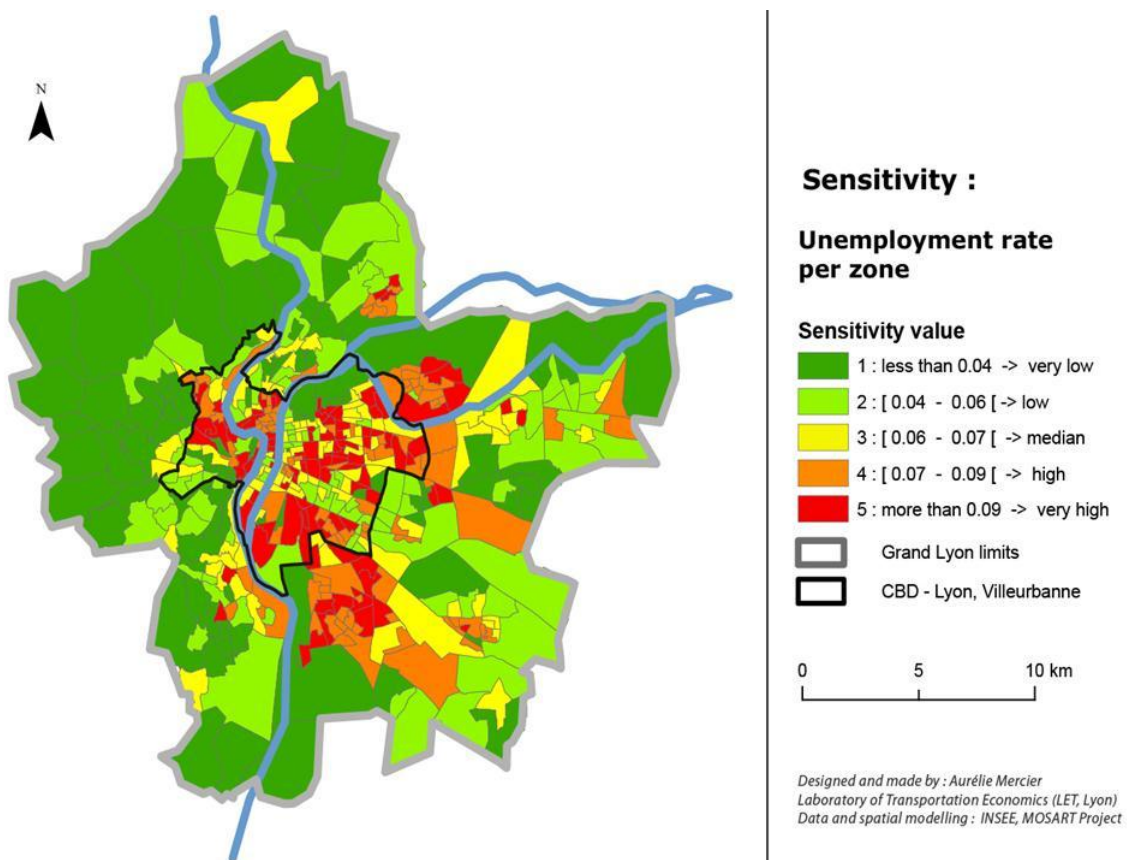 N
Sensitivity :
Unemployment rate
per zone
Sensitivity value
1 : less than 0.04 -> very low
2 : [ 0.04 - 0.06 [ -> low
3 : [ 0.06 - 0.07 [ -> median
4 : [ 0.07 - 0.09 [ -> high
5 : more than 0.09 -> very high
Grand Lyon limits
CBD - Lyon, Villeurbanne
0 5 10 km
Designed and made by : Aurélie Mercier
Laboratory of Transportation Economics (LET, Lyon)
Data and spatial modelling : INSEE, MOSART Project